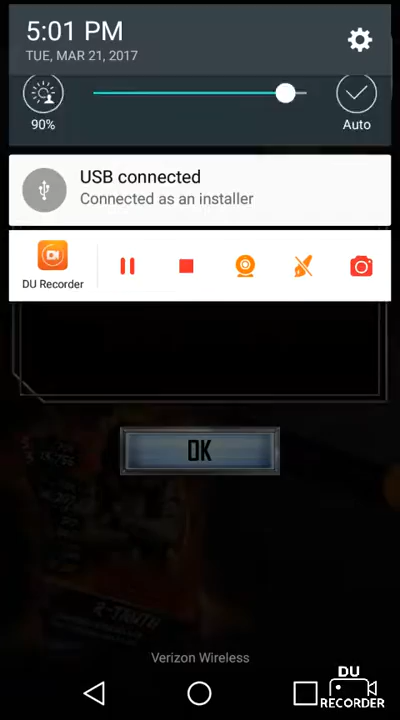 5:01 PM
TUE, MAR 21, 2017
90%
Auto
USB connected
Connected as an installer
DU Recorder
OK
Verizon Wireless
DU
RECORDER